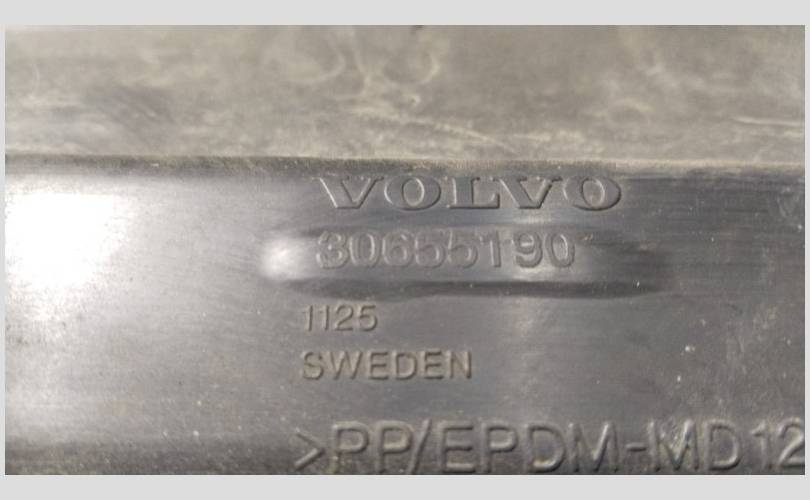 VOLVO
30655190
1125
SWEDEN
>PP/EPDM-MD12